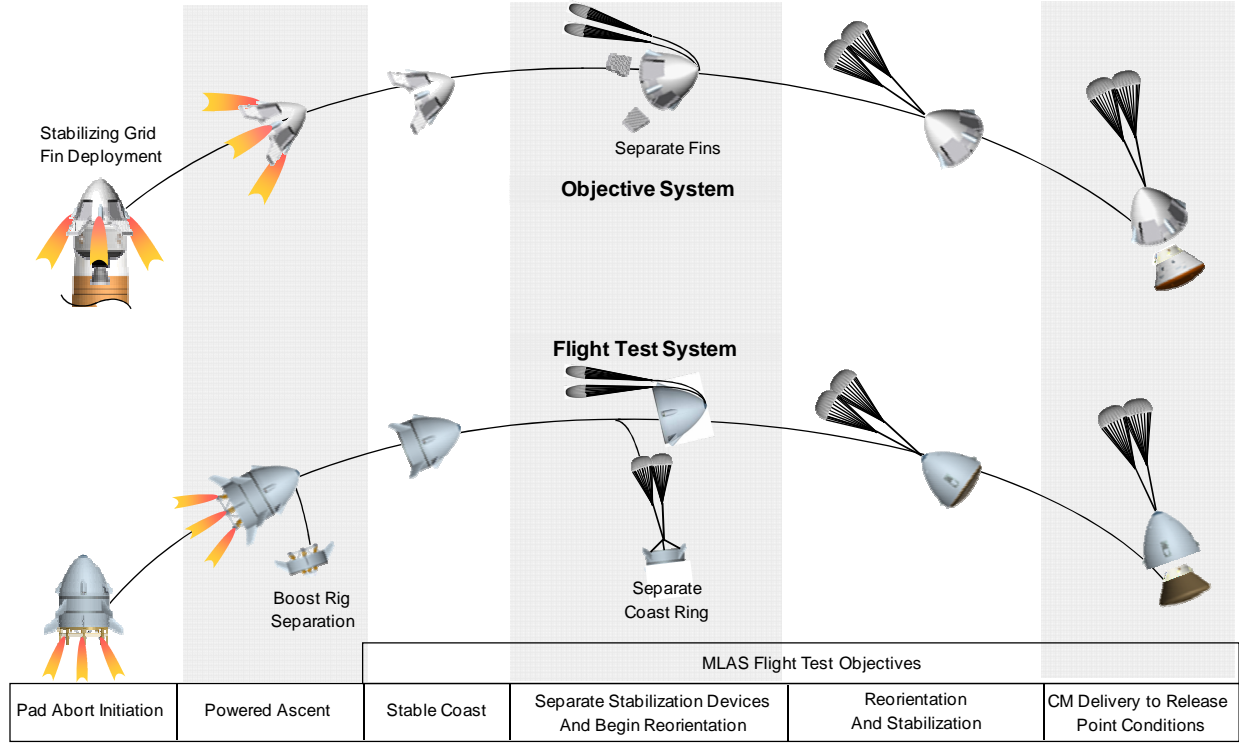 Stabilizing Grid
Fin Deployment
Separate Fins
Objective System
Flight Test System
Boost Rig
Separation
Separate
Coast Ring
MLAS Flight Test Objectives
Pad Abort Initiation
Powered Ascent
Stable Coast
Separate Stabilization Devices
And Begin Reorientation
Reorientation
And Stabilization
CM Delivery to Release
Point Conditions